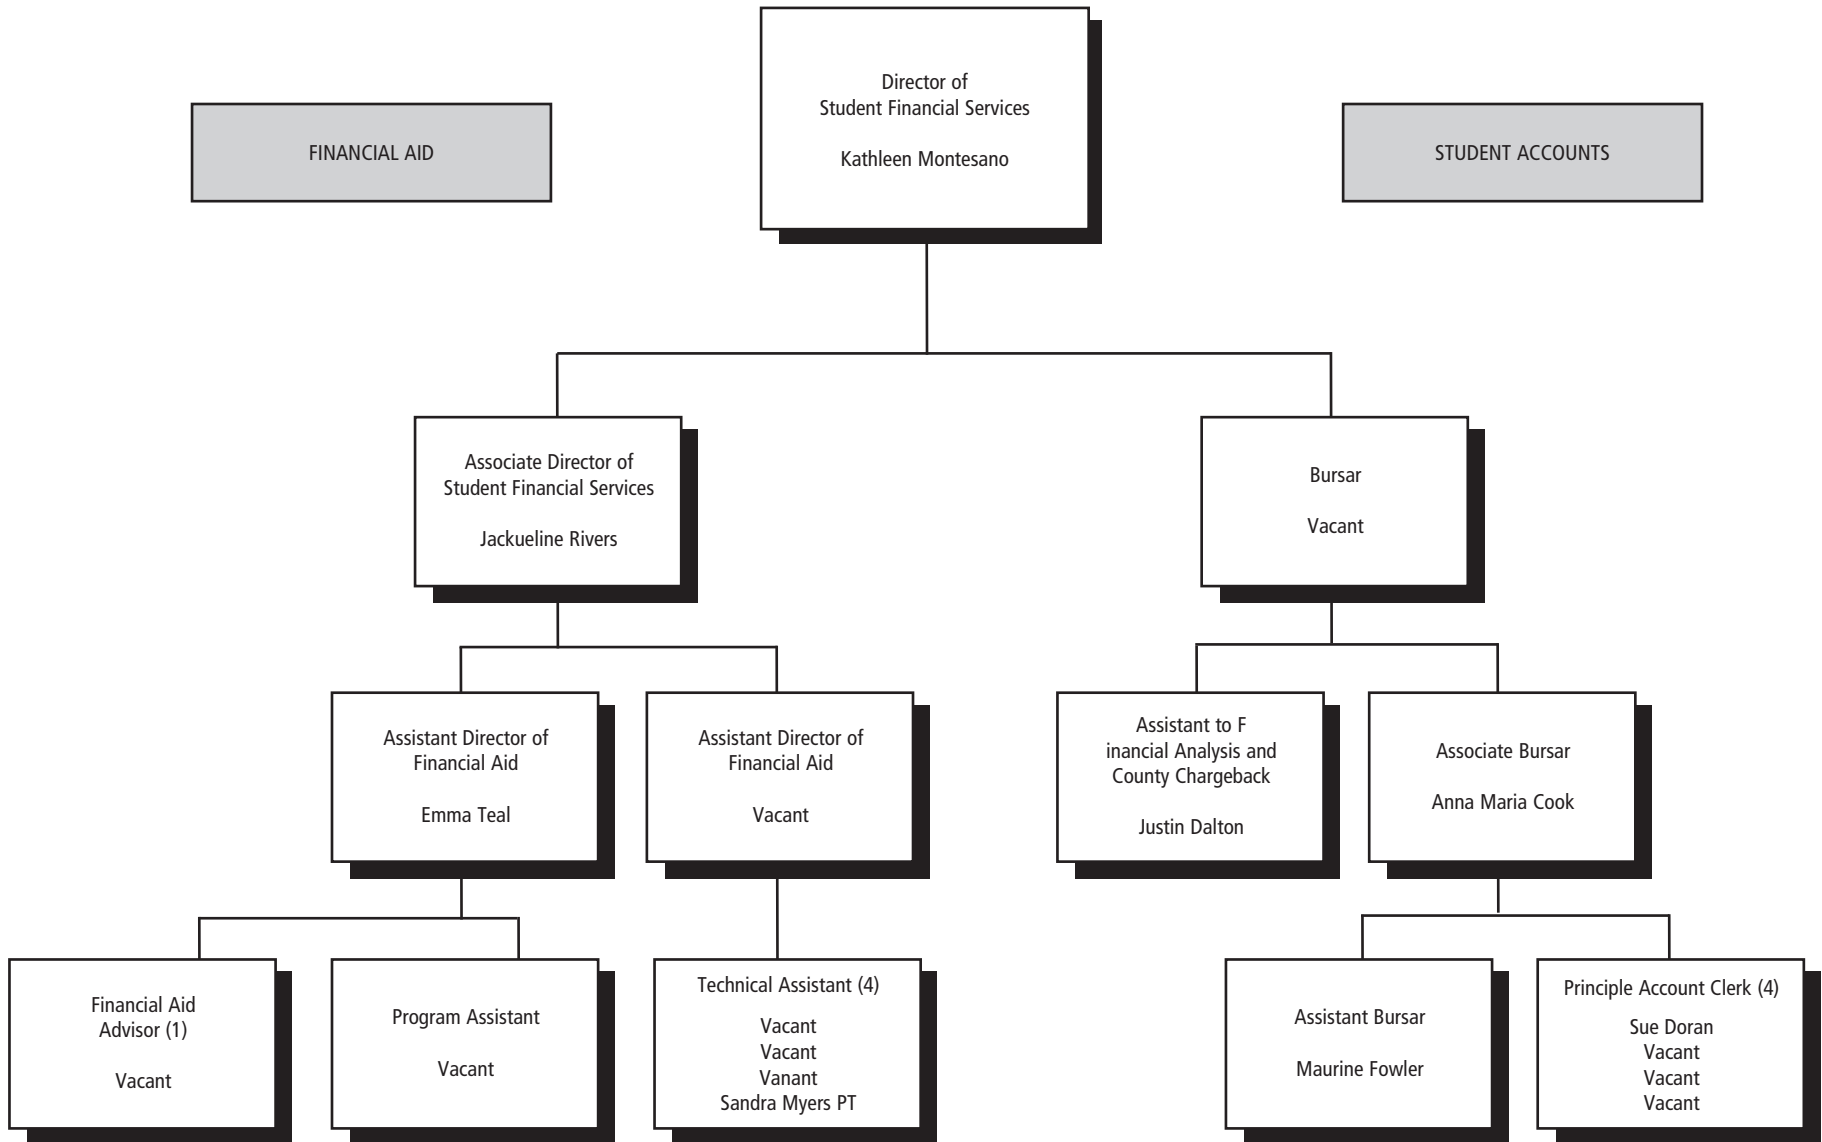 Director of
Student Financial Services
Kathleen Montesano
FINANCIAL AID
STUDENT ACCOUNTS
Associate Director of
Student Financial Services
Jackueline Rivers
Bursar
Vacant
Assistant Director of
Financial Aid
Emma Teal
Assistant Director of
Financial Aid
Vacant
Assistant to F
inancial Analysis and
County Chargeback
Justin Dalton
Associate Bursar
Anna Maria Cook
Financial Aid
Advisor (1)
Vacant
Program Assistant
Vacant
Technical Assistant (4)
Vacant
Vacant
Vanant
Sandra Myers PT
Assistant Bursar
Maurine Fowler
Principle Account Clerk (4)
Sue Doran
Vacant
Vacant
Vacant